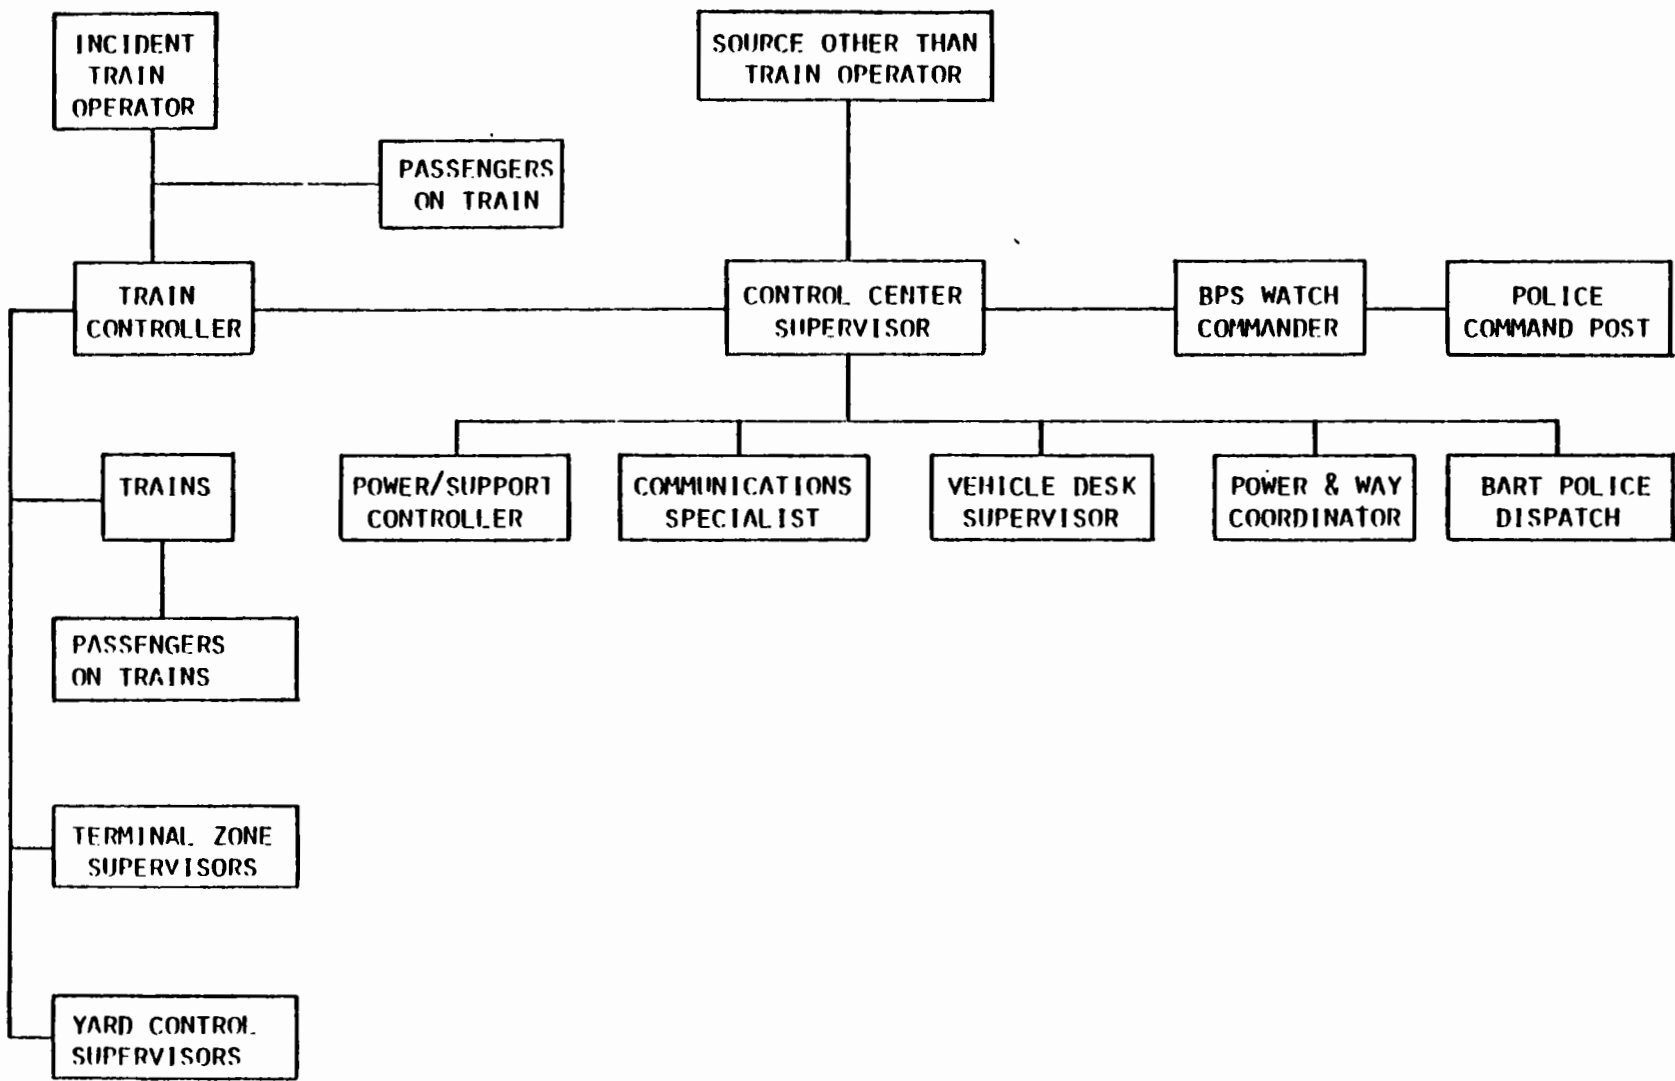 INCIDENT
TRAIN
OPERATOR
SOURCE OTHER THAN
TRAIN OPERATOR
PASSENGERS
ON TRAIN
TRAIN
CONTROLLER
CONTROL CENTER
SUPERVISOR
BPS WATCH
COMMANDER
POLICE
COMMAND POST
TRAINS
POWER/SUPPORT
CONTROLLER
COMMUNICATIONS
SPECIALIST
VEHICLE DESK
SUPERVISOR
POWER & WAY
COORDINATOR
BART POLICE
DISPATCH
PASSENGERS
ON TRAINS
TERMINAL ZONE
SUPERVISORS
YARD CONTROL
SUPERVISORS